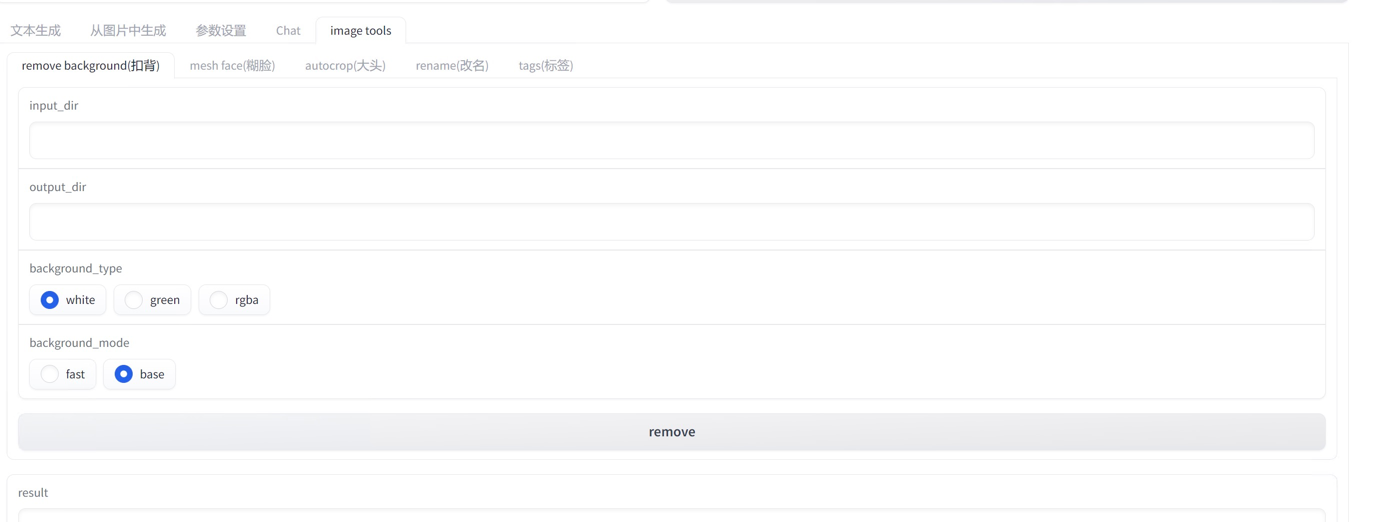 文本生成 从图片中生成 参数设置 Chat image tools
remove background(扣背) mesh face(糊脸) autocrop(大头) rename(改名) tags(标签)
input_dir
output_dir
background_type
white green rgba
background_mode
fast base
remove
result